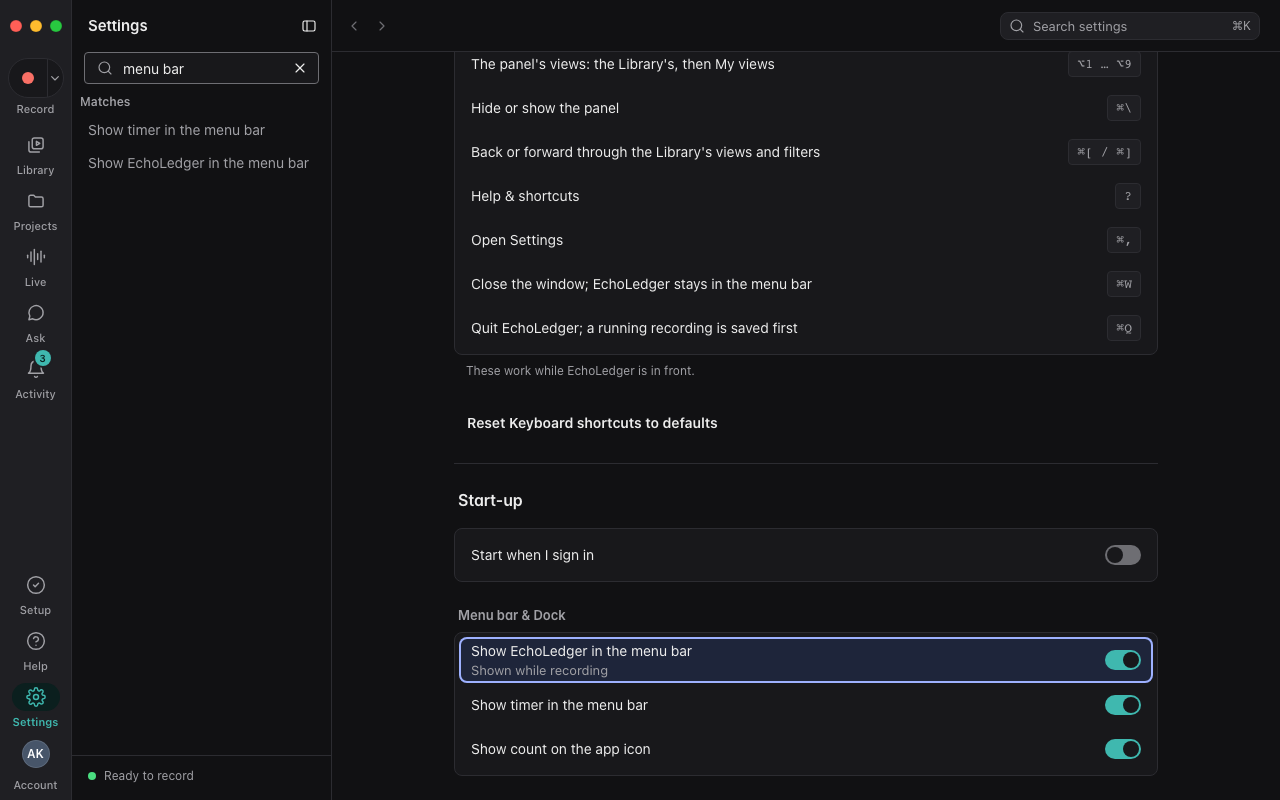 Settings
Search settings
⌘K
menu bar
Record
Matches
Show timer in the menu bar
Show EchoLedger in the menu bar
Library
Projects
Live
Ask
3
Activity
Setup
Help
Settings
AK
Account
Ready to record
The panel's views: the Library's, then My views
⌥1 … ⌥9
Hide or show the panel
⌘\
Back or forward through the Library's views and filters
⌘[ / ⌘]
Help & shortcuts
?
Open Settings
⌘,
Close the window; EchoLedger stays in the menu bar
⌘W
Quit EchoLedger; a running recording is saved first
⌘Q
These work while EchoLedger is in front.
Reset Keyboard shortcuts to defaults
Start-up
Start when I sign in
Menu bar & Dock
Show EchoLedger in the menu bar
Shown while recording
Show timer in the menu bar
Show count on the app icon